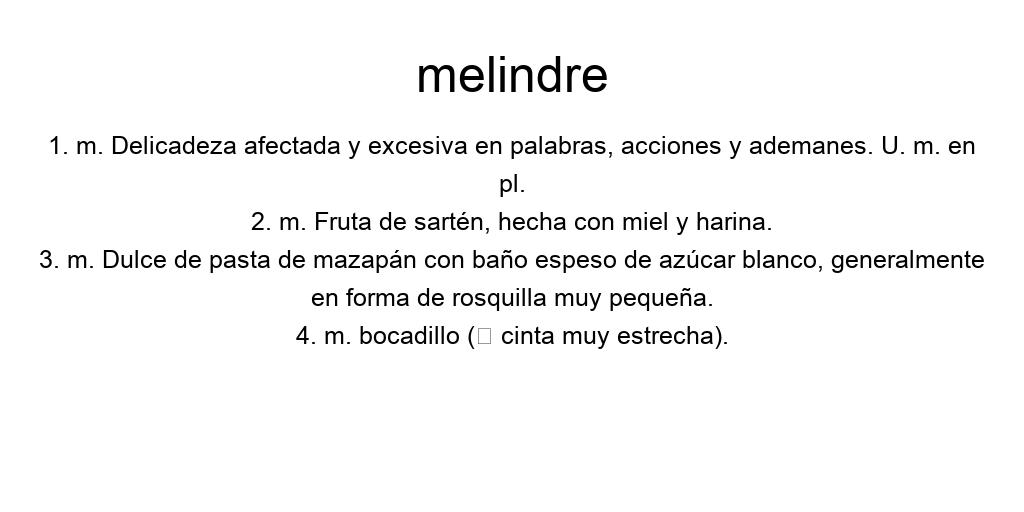 melindre
1. m. Delicadeza afectada y excesiva en palabras, acciones y ademanes. U. m. en
pl.
2. m. Fruta de sartén, hecha con miel y harina.
3. m. Dulce de pasta de mazapán con baño espeso de azúcar blanco, generalmente
en forma de rosquilla muy pequeña.
4. m. bocadillo (□ cinta muy estrecha).